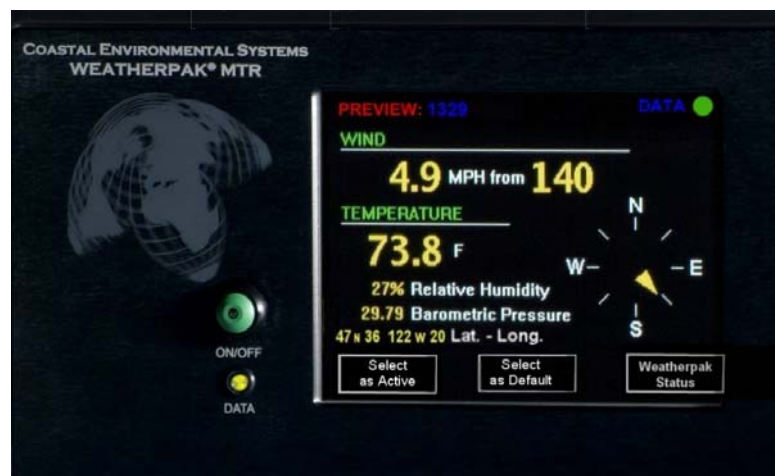 COASTAL ENVIRONMENTAL SYSTEMS
WEATHERPAK® MTR
PREVIEW: 1329 DATA
WIND
4.9 MPH from 140
TEMPERATURE
73.8 F
27% Relative Humidity
29.79 Barometric Pressure
47 N 36 122 W 20 Lat. - Long.
N
W E
S
Select
as Active
Select
as Default
Weatherpak
Status
ON/OFF
DATA